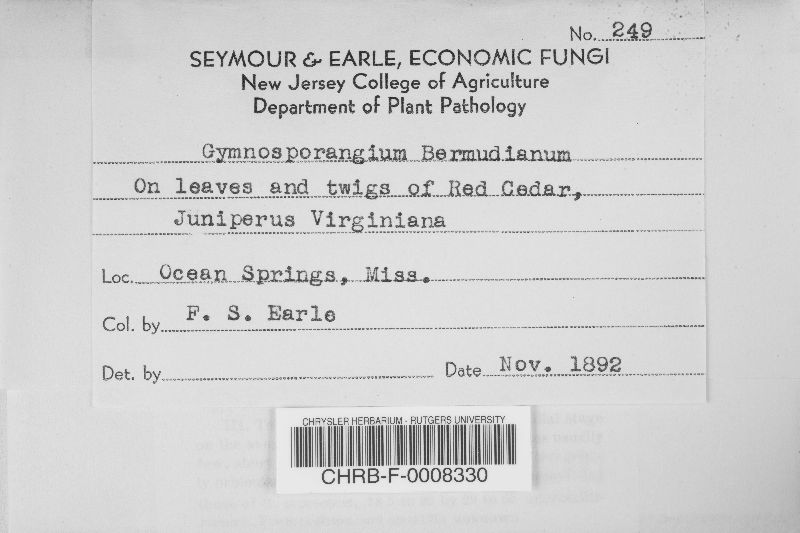 No. 249
SEYMOUR & EARLE, ECONOMIC FUNGI
New Jersey College of Agriculture
Department of Plant Pathology
Gymnosporangium Bermudianum
On leaves and twigs of Red Cedar,
Juniperus Virginiana
Loc. Ocean Springs, Miss.
Col. by F. S. Earle
Det. by Date Nov. 1892
CHRYSLER HERBARIUM - RUTGERS UNIVERSITY
CHRB-F-0008330